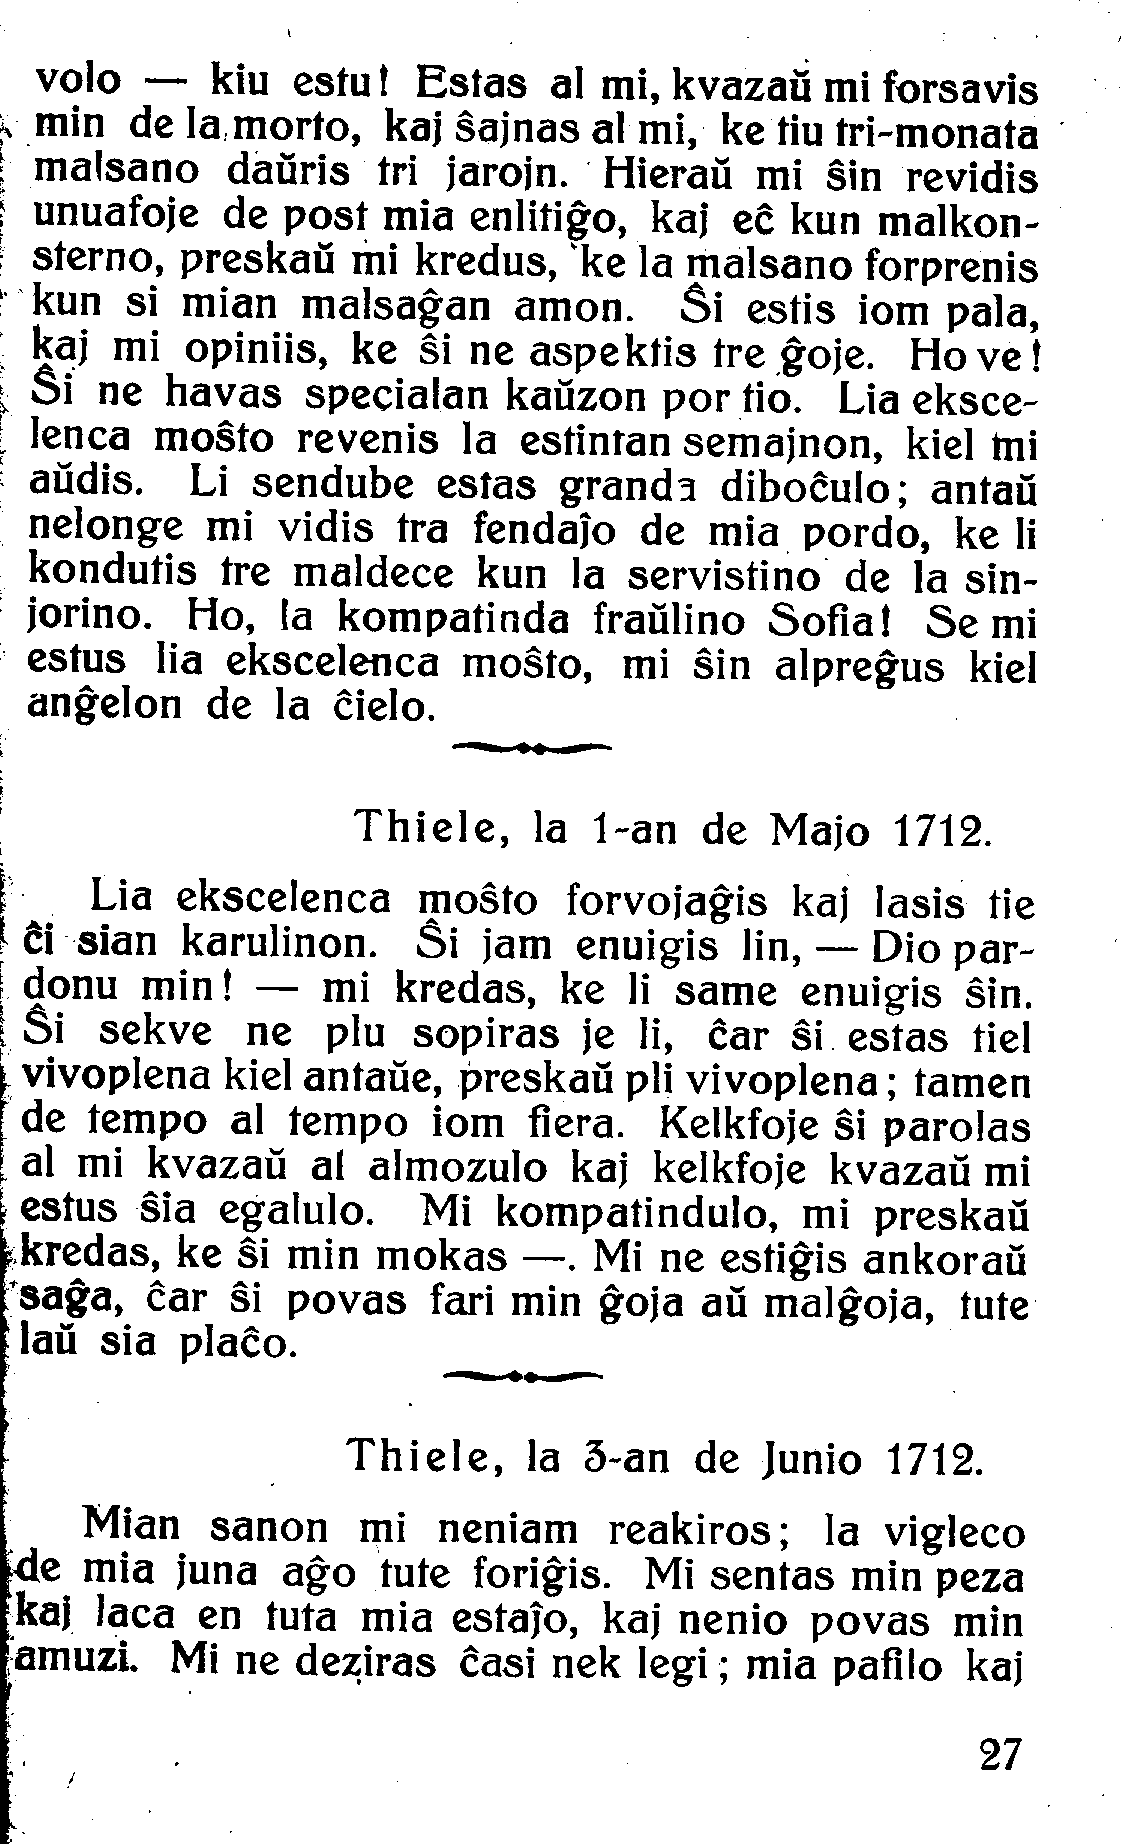 volo — kiu estu! Estas al mi, kvazaŭ mi forsavis
min de la morto, kaj ŝajnas al mi, ke tiu tri-monata
malsano daŭris tri jarojn. Hieraŭ mi ŝin revidis
unuafoje de post mia enlitiĝo, kaj eĉ kun malkon-
sterno, preskaŭ mi kredus, ke la malsano forprenis
kun si mian malsaĝan amon. Ŝi estis iom pala,
kaj mi opiniis, ke ŝi ne aspektis tre ĝoje. Ho ve!
Ŝi ne havas specialan kaŭzon por tio. Lia eksce-
lenca moŝto revenis la estintan semajnon, kiel mi
aŭdis. Li sendube estas granda diboĉulo; antaŭ
nelonge mi vidis tra fendaĵo de mia pordo, ke li
kondutis tre maldece kun la servistino de la sin-
jorino. Ho, la kompatinda fraŭlino Sofia! Se mi
estus lia ekscelenca moŝto, mi ŝin alpreĝus kiel
anĝelon de la ĉielo.
Thiele, la 1-an de Majo 1712.
Lia ekscelenca moŝto forvojaĝis kaj lasis tie
ĉi sian karulinon. Ŝi jam enuigis lin, — Dio par-
donu min! — mi kredas, ke li same enuigis ŝin.
Ŝi sekve ne plu sopiras je li, ĉar ŝi estas tiel
vivoplena kiel antaŭe, preskaŭ pli vivoplena; tamen
de tempo al tempo iom fiera. Kelkfoje ŝi parolas
al mi kvazaŭ al almozulo kaj kelkfoje kvazaŭ mi
estus ŝia egalulo. Mi kompatindulo, mi preskaŭ
kredas, ke ŝi min mokas —. Mi ne estiĝis ankoraŭ
saĝa, ĉar ŝi povas fari min ĝoja aŭ malĝoja, tute
laŭ sia plaĉo.
Thiele, la 3-an de Junio 1712.
Mian sanon mi neniam reakiros; la vigleco
de mia juna aĝo tute foriĝis. Mi sentas min peza
kaj laca en tuta mia estaĵo, kaj nenio povas min
amuzi. Mi ne deziras ĉasi nek legi; mia pafilo kaj
27